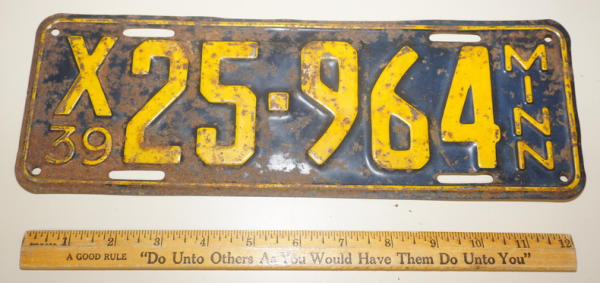 X 25-964 MINN
39
1 2 3 4 5 6 7 8 9 10 11 12
A GOOD RULE "Do Unto Others As You Would Have Them Do Unto You"